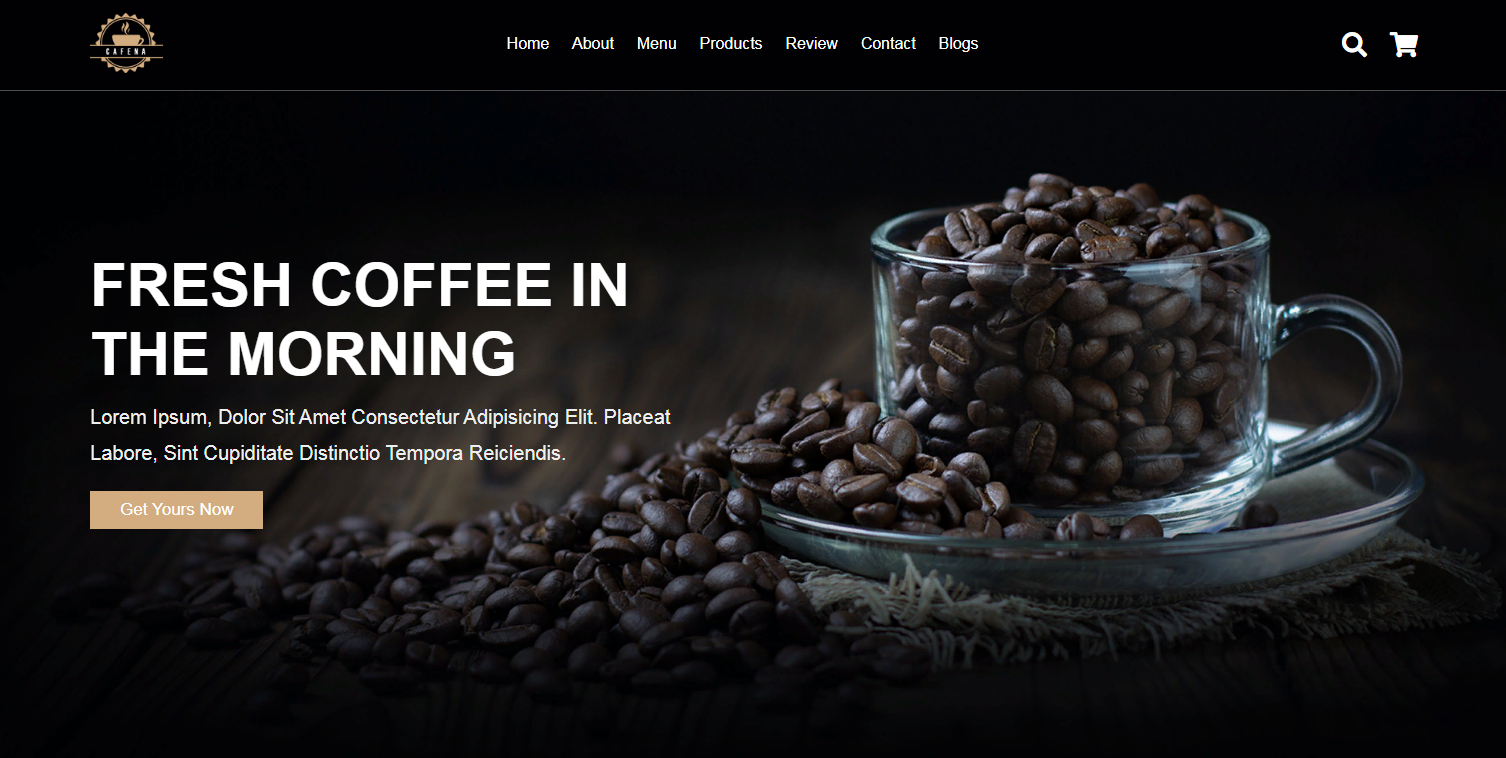 CAFENA
Home About Menu Products Review Contact Blogs
FRESH COFFEE IN
THE MORNING
Lorem Ipsum, Dolor Sit Amet Consectetur Adipisicing Elit. Placeat
Labore, Sint Cupiditate Distinctio Tempora Reiciendis.
Get Yours Now